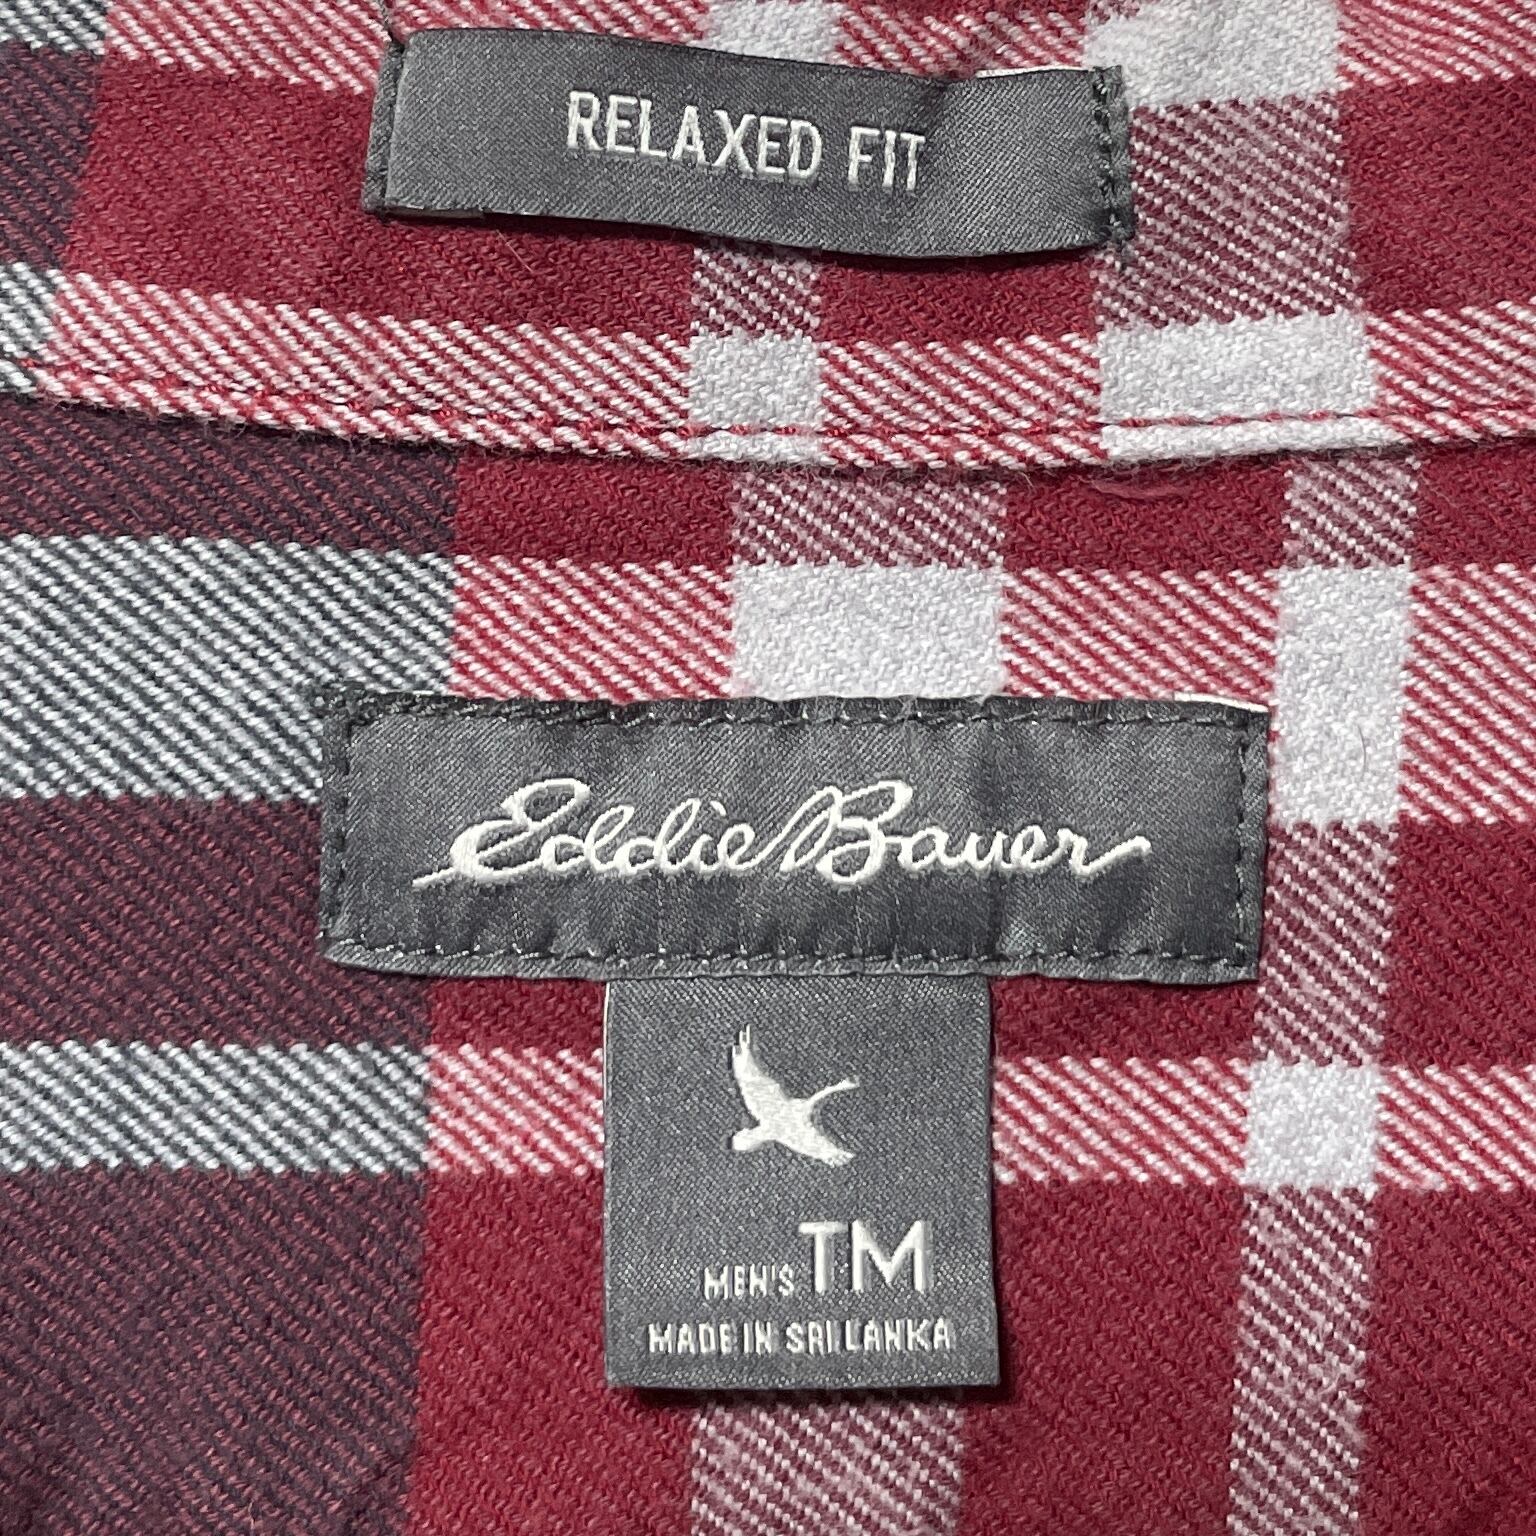 RELAXED FIT
Eddie Bauer
MEN'S TM
MADE IN SRI LANKA